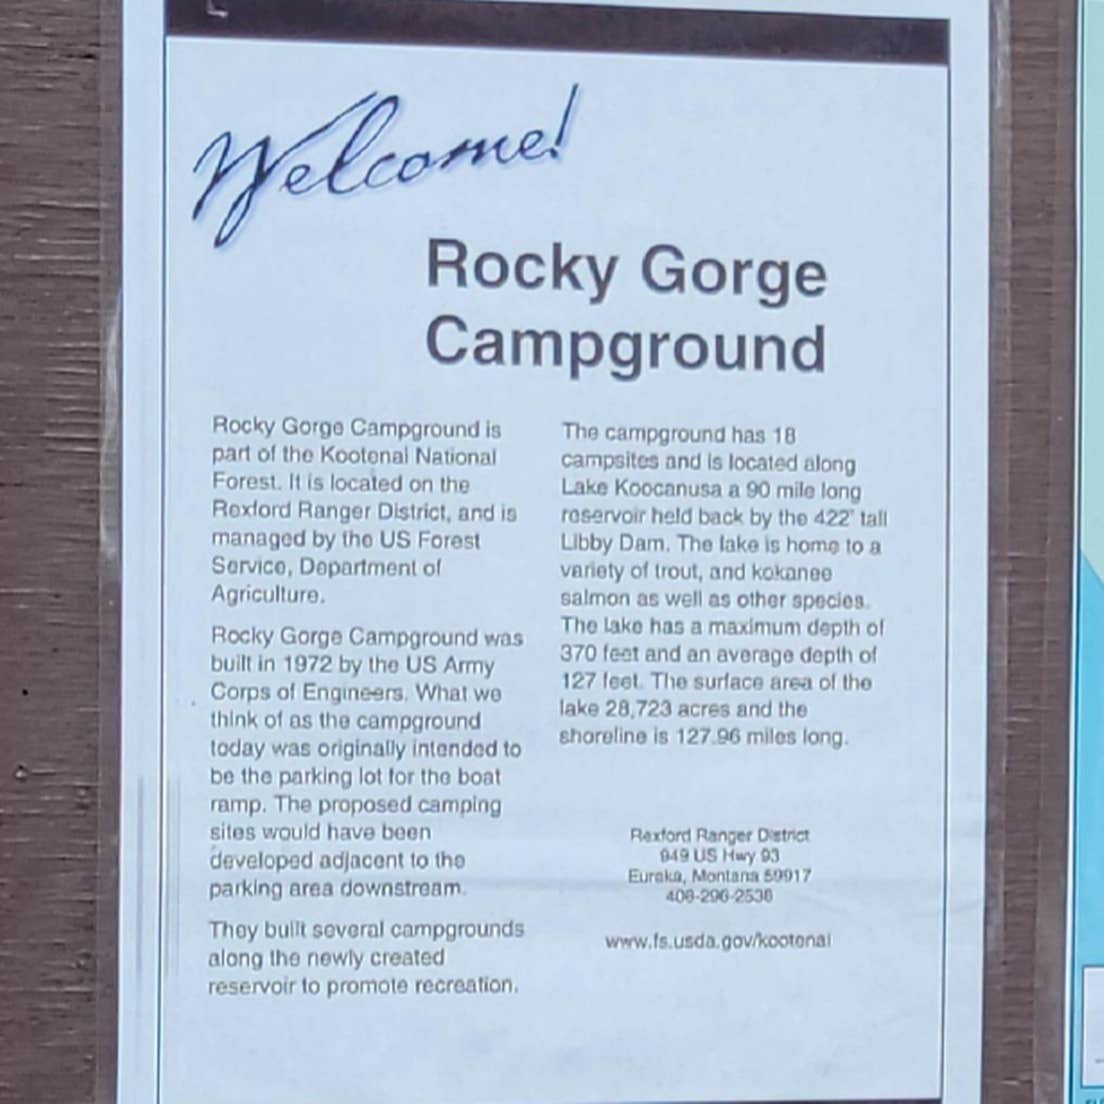 Welcome!
Rocky Gorge
Campground
Rocky Gorge Campground is
part of the Kootenai National
Forest. It is located on the
Rexford Ranger District, and is
managed by the US Forest
Service, Department of
Agriculture.
Rocky Gorge Campground was
built in 1972 by the US Army
Corps of Engineers. What we
think of as the campground
today was originally intended to
be the parking lot for the boat
ramp. The proposed camping
sites would have been
developed adjacent to the
parking area downstream.
They built several campgrounds
along the newly created
reservoir to promote recreation.
The campground has 18
campsites and is located along
Lake Koocanusa a 90 mile long
reservoir held back by the 422' tall
Libby Dam. The lake is home to a
variety of trout, and kokanee
salmon as well as other species.
The lake has a maximum depth of
370 feet and an average depth of
127 feet. The surface area of the
lake 28,723 acres and the
shoreline is 127.96 miles long.
Rexford Ranger District
949 US Hwy 93
Eureka, Montana 59917
406-296-2536
www.fs.usda.gov/kootenai